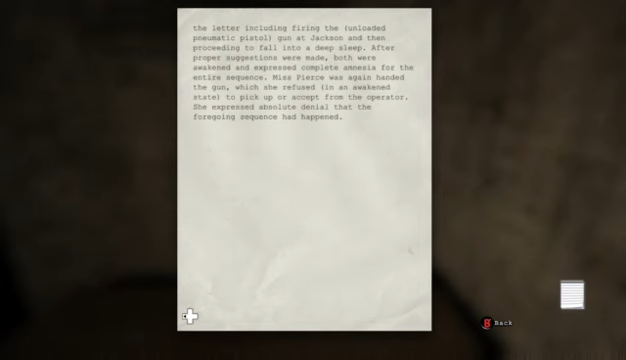 the letter including firing the (unloaded
pneumatic pistol) gun at Jackson and then
proceeding to fall into a deep sleep. After
proper suggestions were made, both were
awakened and expressed complete amnesia for the
entire sequence. Miss Pierce was again handed
the gun, which she refused (in an awakened
state) to pick up or accept from the operator.
She expressed absolute denial that the
foregoing sequence had happened.
B Back